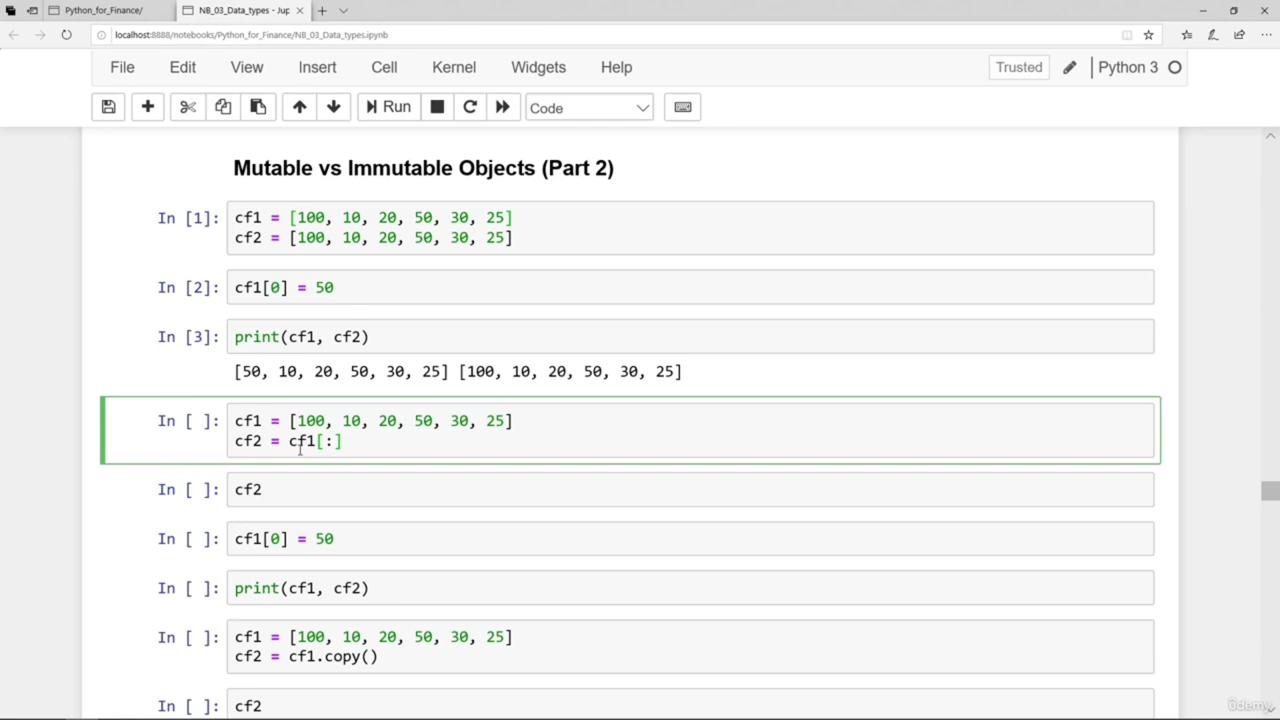 Python_for_Finance/
NB_03_Data_types - Jup
localhost:8888/notebooks/Python_for_Finance/NB_03_Data_types.ipynb
File Edit View Insert Cell Kernel Widgets Help Trusted Python 3
Run Code
Mutable vs Immutable Objects (Part 2)
In [1]: cf1 = [100, 10, 20, 50, 30, 25]
cf2 = [100, 10, 20, 50, 30, 25]
In [2]: cf1[0] = 50
In [3]: print(cf1, cf2)
[50, 10, 20, 50, 30, 25] [100, 10, 20, 50, 30, 25]
In [ ]: cf1 = [100, 10, 20, 50, 30, 25]
cf2 = cf1[:]
In [ ]: cf2
In [ ]: cf1[0] = 50
In [ ]: print(cf1, cf2)
In [ ]: cf1 = [100, 10, 20, 50, 30, 25]
cf2 = cf1.copy()
In [ ]: cf2
Udemy